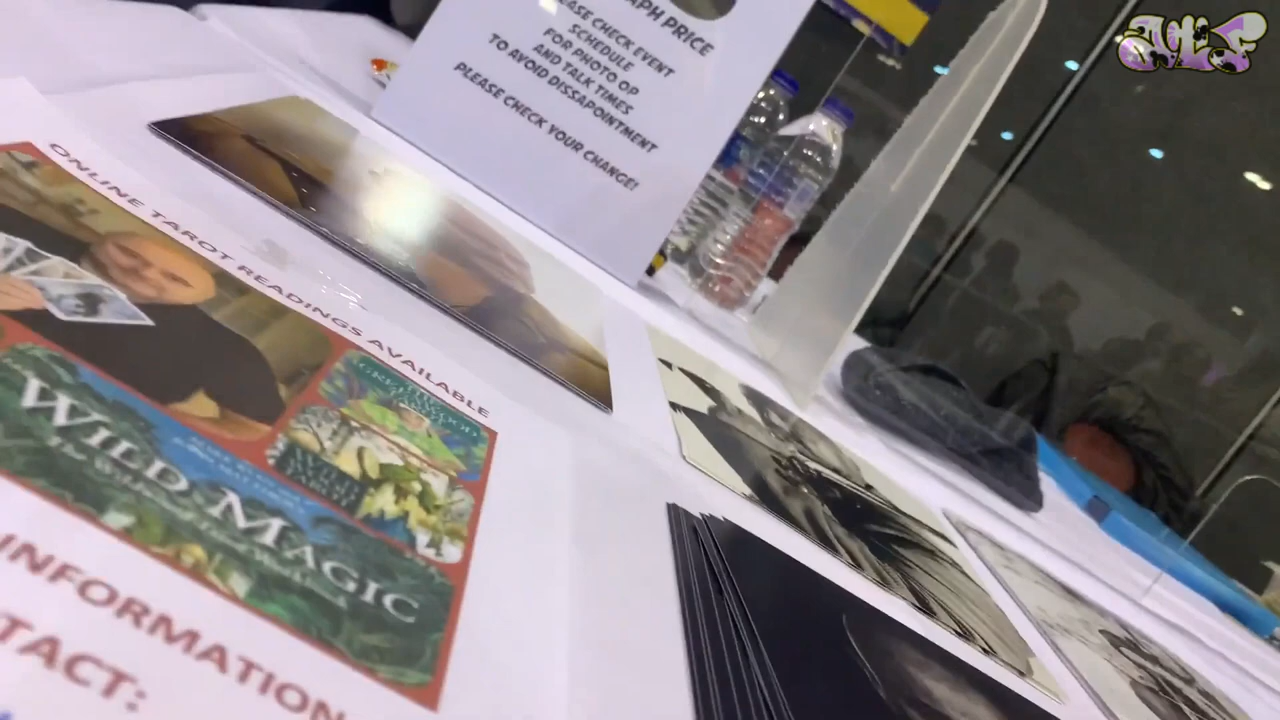 APH PRICE
PLEASE CHECK EVENT
SCHEDULE
FOR PHOTO OP
AND TALK TIMES
TO AVOID DISSAPOINTMENT
PLEASE CHECK YOUR CHANGE!
ONLINE TAROT READINGS AVAILABLE
WILD MAGIC
INFORMATION
TACT: